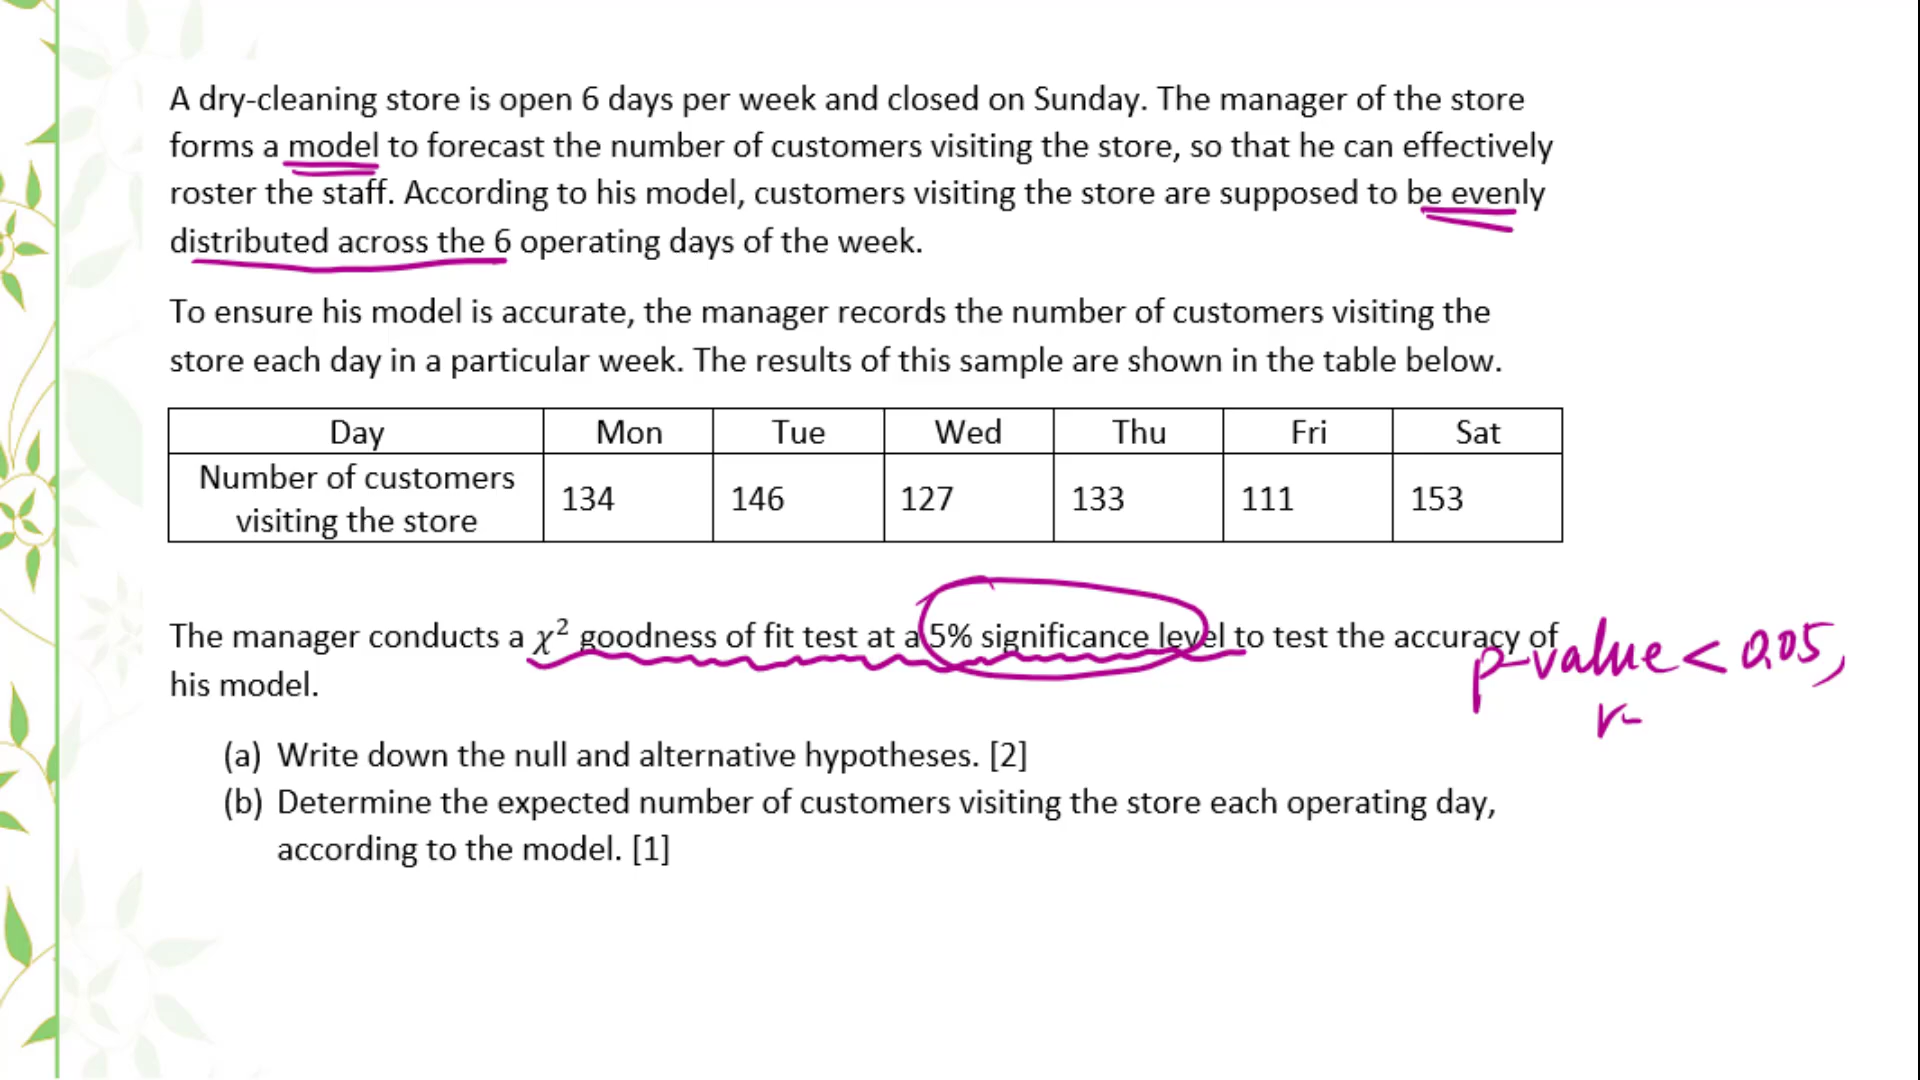 A dry-cleaning store is open 6 days per week and closed on Sunday. The manager of the store
forms a model to forecast the number of customers visiting the store, so that he can effectively
roster the staff. According to his model, customers visiting the store are supposed to be evenly
distributed across the 6 operating days of the week.
To ensure his model is accurate, the manager records the number of customers visiting the
store each day in a particular week. The results of this sample are shown in the table below.
Day Mon Tue Wed Thu Fri Sat
Number of customers
visiting the store 134 146 127 133 111 153
The manager conducts a χ² goodness of fit test at a 5% significance level to test the accuracy of
his model.
p-value < 0.05,
r
(a) Write down the null and alternative hypotheses. [2]
(b) Determine the expected number of customers visiting the store each operating day,
according to the model. [1]